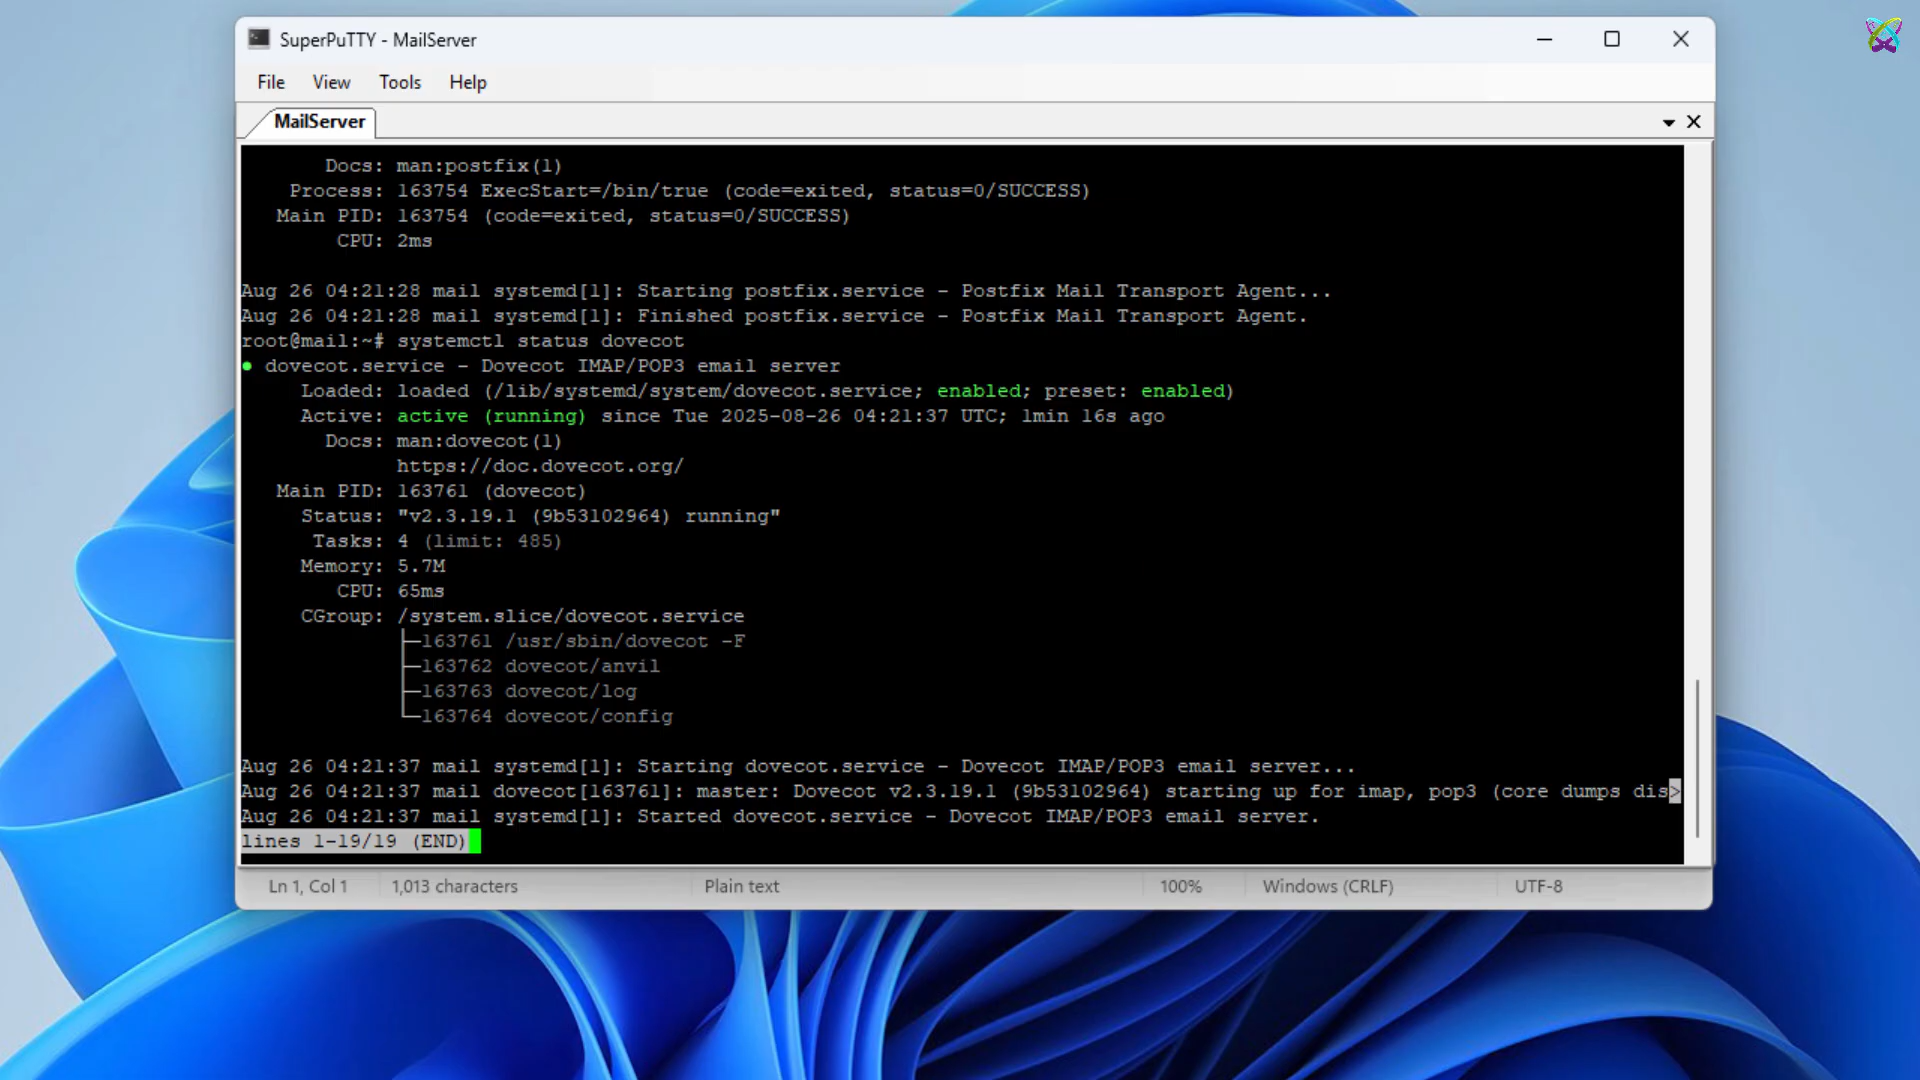 SuperPuTTY - MailServer
File View Tools Help
MailServer
Docs: man:postfix(1)
Process: 163754 ExecStart=/bin/true (code=exited, status=0/SUCCESS)
Main PID: 163754 (code=exited, status=0/SUCCESS)
CPU: 2ms
Aug 26 04:21:28 mail systemd[1]: Starting postfix.service - Postfix Mail Transport Agent...
Aug 26 04:21:28 mail systemd[1]: Finished postfix.service - Postfix Mail Transport Agent.
root@mail:~# systemctl status dovecot
● dovecot.service - Dovecot IMAP/POP3 email server
Loaded: loaded (/lib/systemd/system/dovecot.service; enabled; preset: enabled)
Active: active (running) since Tue 2025-08-26 04:21:37 UTC; 1min 16s ago
Docs: man:dovecot(1)
https://doc.dovecot.org/
Main PID: 163761 (dovecot)
Status: "v2.3.19.1 (9b53102964) running"
Tasks: 4 (limit: 485)
Memory: 5.7M
CPU: 65ms
CGroup: /system.slice/dovecot.service
├─163761 /usr/sbin/dovecot -F
├─163762 dovecot/anvil
├─163763 dovecot/log
└─163764 dovecot/config
Aug 26 04:21:37 mail systemd[1]: Starting dovecot.service - Dovecot IMAP/POP3 email server...
Aug 26 04:21:37 mail dovecot[163761]: master: Dovecot v2.3.19.1 (9b53102964) starting up for imap, pop3 (core dumps dis>
Aug 26 04:21:37 mail systemd[1]: Started dovecot.service - Dovecot IMAP/POP3 email server.
lines 1-19/19 (END)
Ln 1, Col 1 1,013 characters Plain text 100% Windows (CRLF) UTF-8